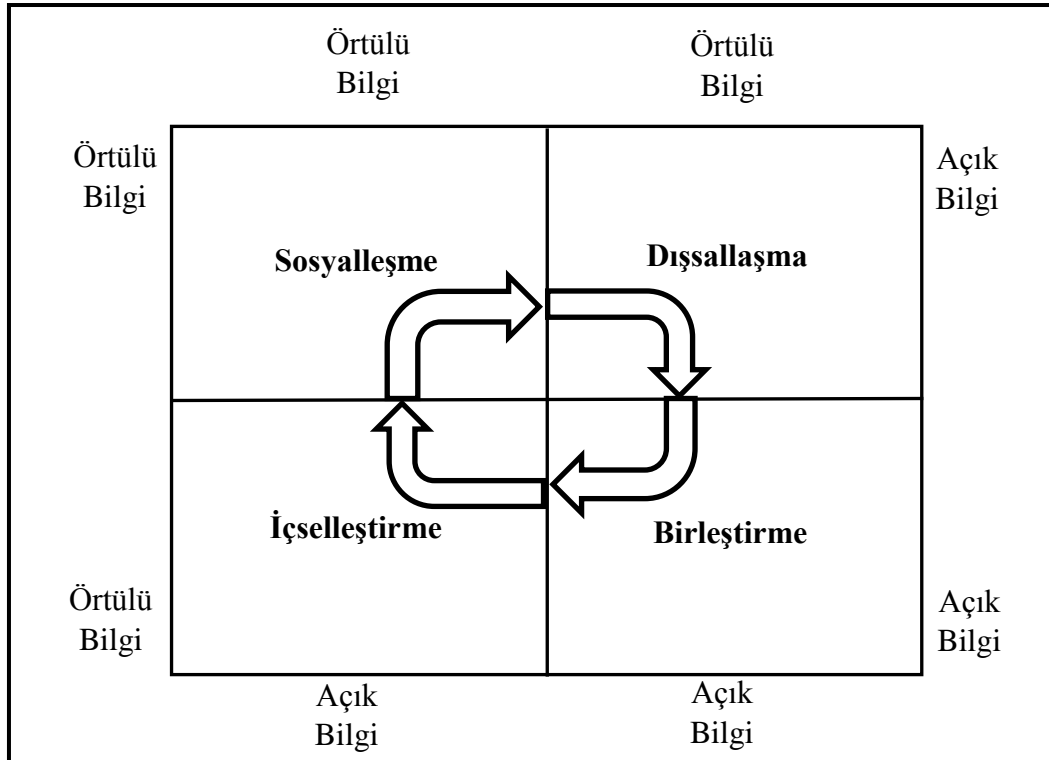 Örtülü
Bilgi
Örtülü
Bilgi
Örtülü
Bilgi
Açık
Bilgi
Sosyalleşme
Dışsallaşma
İçselleştirme
Birleştirme
Örtülü
Bilgi
Açık
Bilgi
Açık
Bilgi
Açık
Bilgi